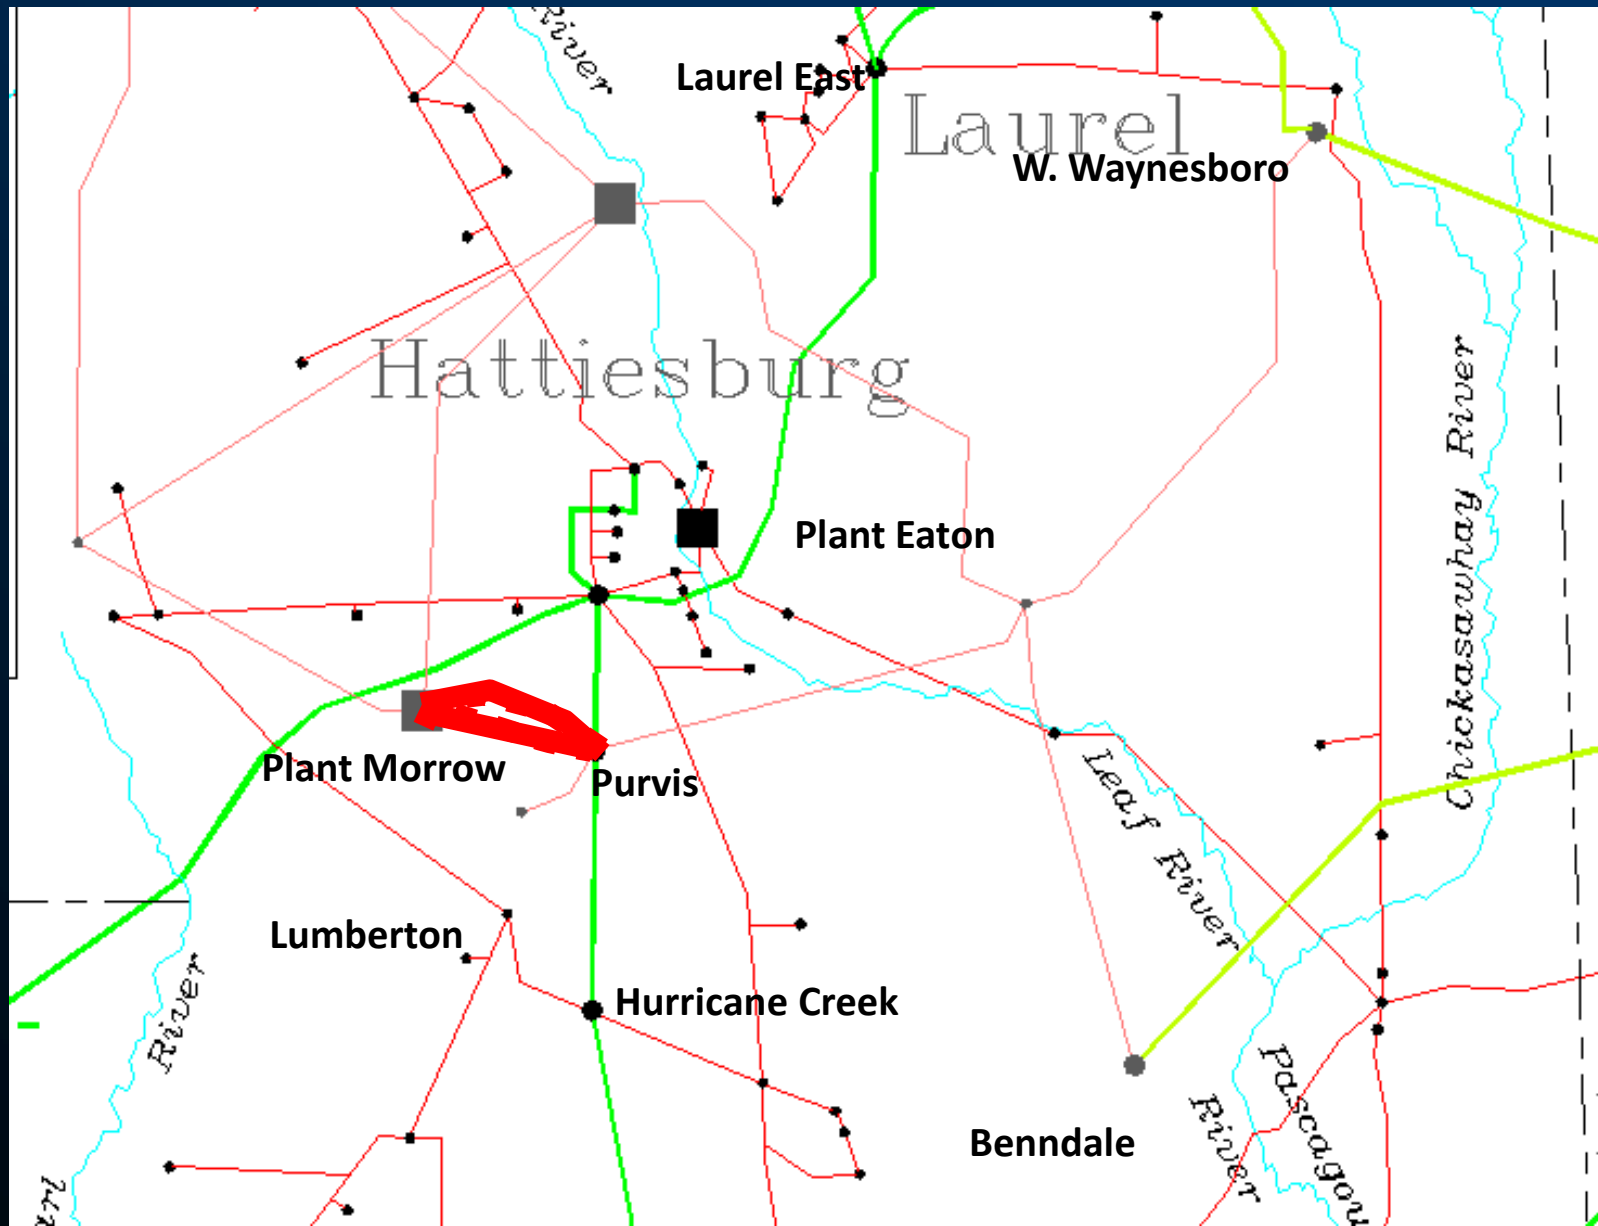 River
Laurel East
Laurel
W. Waynesboro
Hattiesburg
Chickasawhay River
Plant Eaton
Plant Morrow
Purvis
Leaf River
Lumberton
River
Hurricane Creek
Pascagou
River
Benndale